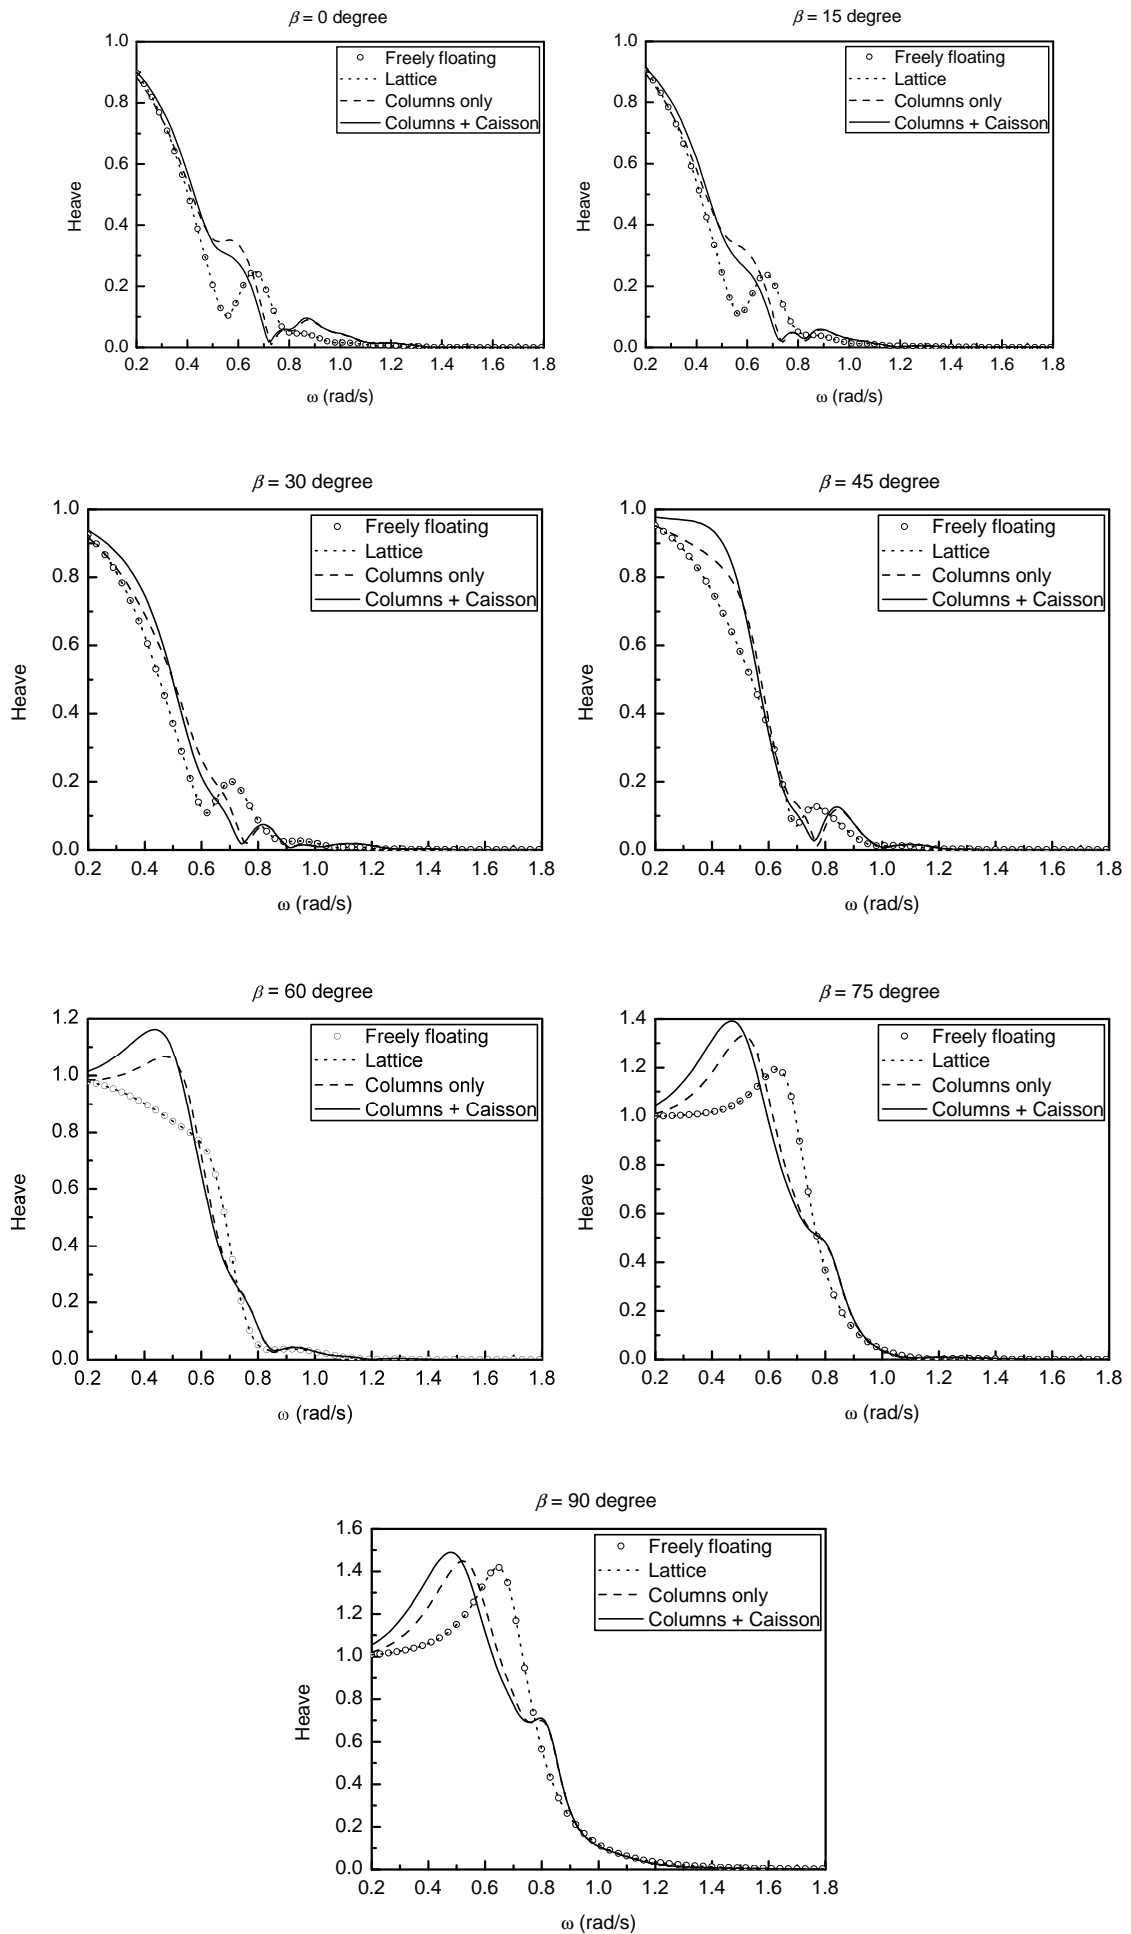 β = 0 degree
1.0
0.8
0.6
0.4
0.2
0.0
Heave
0.2 0.4 0.6 0.8 1.0 1.2 1.4 1.6 1.8
ω (rad/s)
Freely floating
Lattice
Columns only
Columns + Caisson
β = 15 degree
1.0
0.8
0.6
0.4
0.2
0.0
Heave
0.2 0.4 0.6 0.8 1.0 1.2 1.4 1.6 1.8
ω (rad/s)
Freely floating
Lattice
Columns only
Columns + Caisson
β = 30 degree
1.0
0.8
0.6
0.4
0.2
0.0
Heave
0.2 0.4 0.6 0.8 1.0 1.2 1.4 1.6 1.8
ω (rad/s)
Freely floating
Lattice
Columns only
Columns + Caisson
β = 45 degree
1.0
0.8
0.6
0.4
0.2
0.0
Heave
0.2 0.4 0.6 0.8 1.0 1.2 1.4 1.6 1.8
ω (rad/s)
Freely floating
Lattice
Columns only
Columns + Caisson
β = 60 degree
1.2
1.0
0.8
0.6
0.4
0.2
0.0
Heave
0.2 0.4 0.6 0.8 1.0 1.2 1.4 1.6 1.8
ω (rad/s)
Freely floating
Lattice
Columns only
Columns + Caisson
β = 75 degree
1.4
1.2
1.0
0.8
0.6
0.4
0.2
0.0
Heave
0.2 0.4 0.6 0.8 1.0 1.2 1.4 1.6 1.8
ω (rad/s)
Freely floating
Lattice
Columns only
Columns + Caisson
β = 90 degree
1.6
1.4
1.2
1.0
0.8
0.6
0.4
0.2
0.0
Heave
0.2 0.4 0.6 0.8 1.0 1.2 1.4 1.6 1.8
ω (rad/s)
Freely floating
Lattice
Columns only
Columns + Caisson